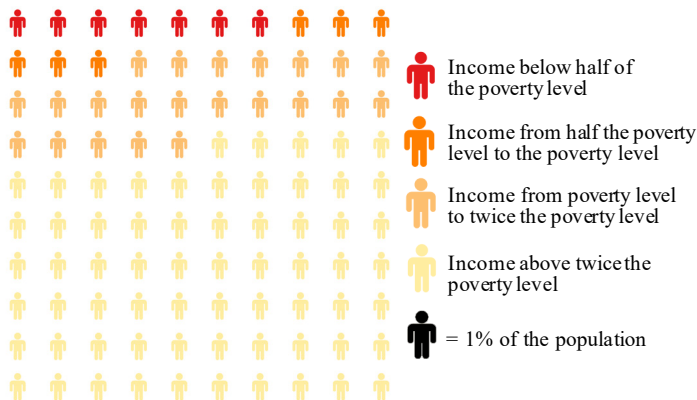 Income below half of
the poverty level
Income from half the poverty
level to the poverty level
Income from poverty level
to twice the poverty level
Income above twice the
poverty level
= 1% of the population